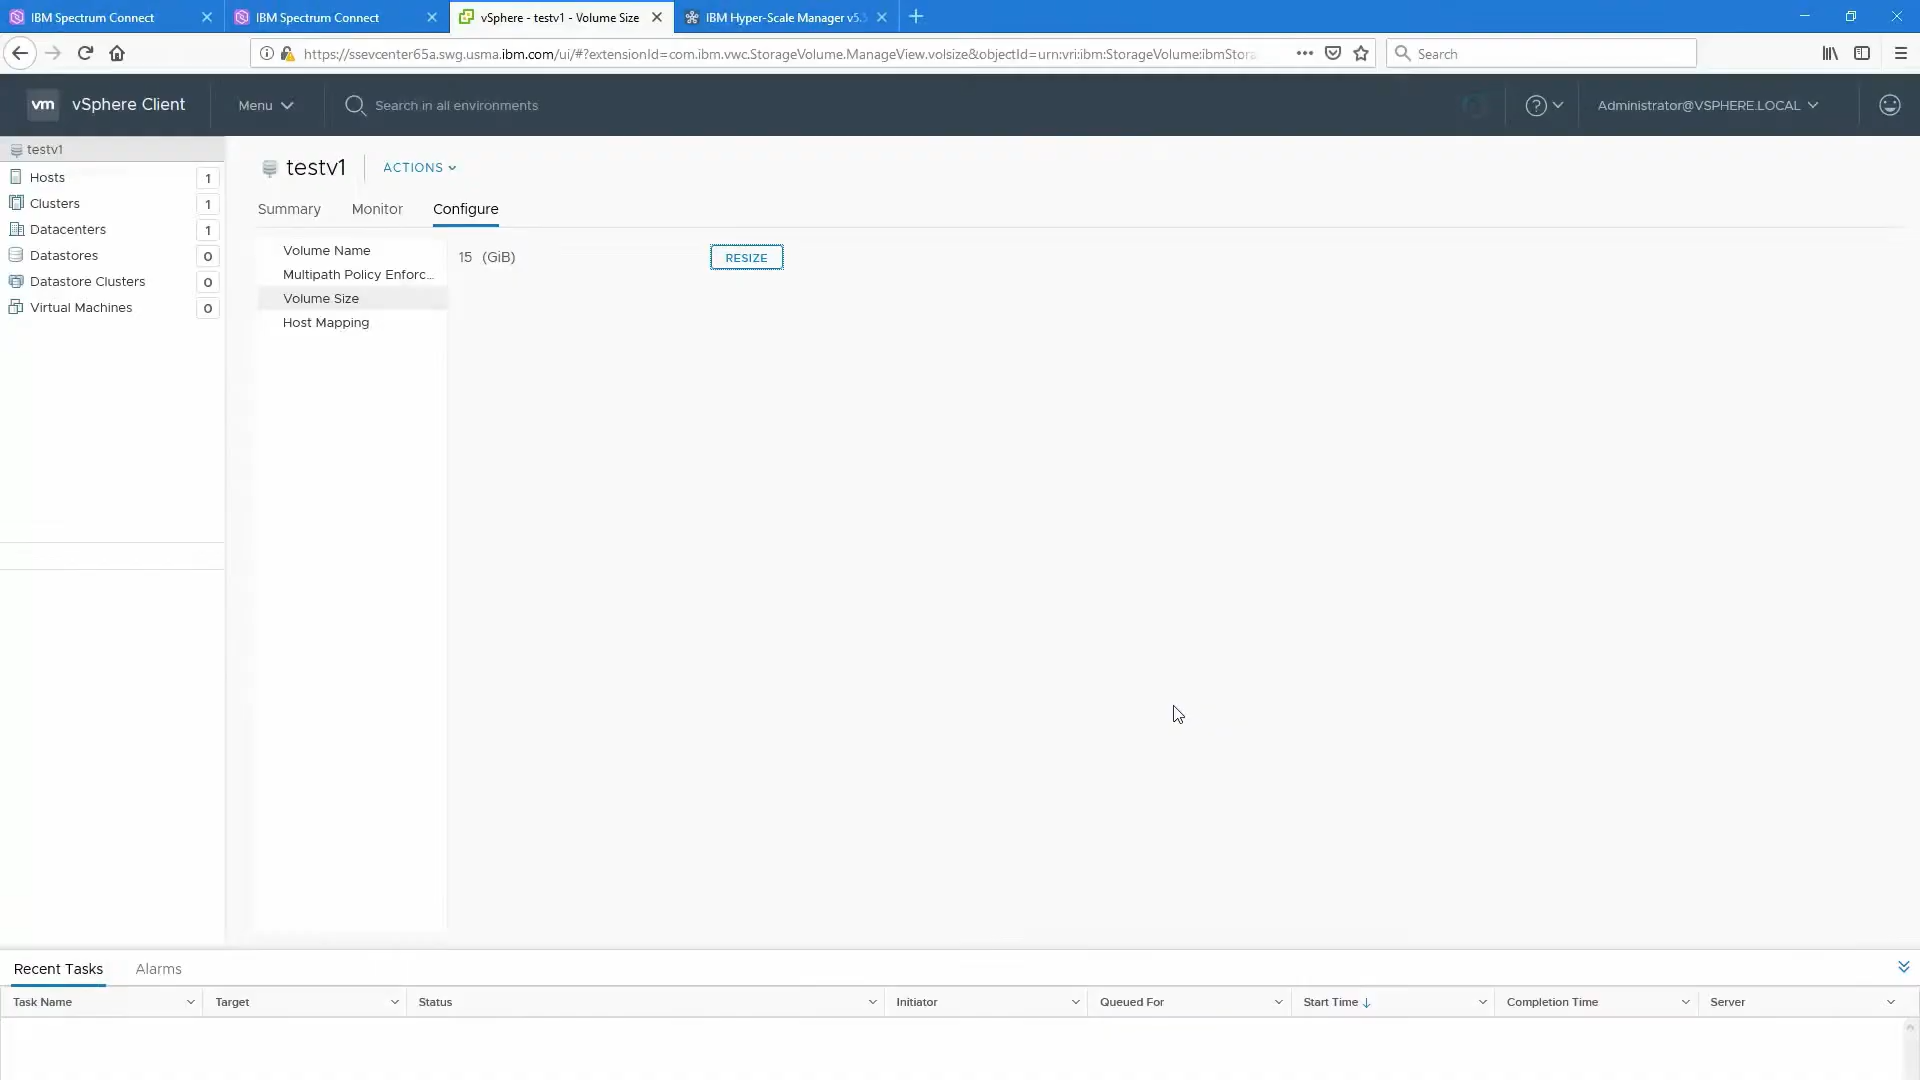 IBM Spectrum Connect
IBM Spectrum Connect
vSphere - testv1 - Volume Size
IBM Hyper-Scale Manager v5.
https://ssevcenter65a.swg.usma.ibm.com/ui/#?extensionId=com.ibm.vwc.StorageVolume.ManageView.volsize&objectId=urn:vri:ibm:StorageVolume:ibmStora
Search
vm vSphere Client
Menu
Search in all environments
Administrator@VSPHERE.LOCAL
testv1
Hosts 1
Clusters 1
Datacenters 1
Datastores 0
Datastore Clusters 0
Virtual Machines 0
testv1
ACTIONS
Summary Monitor Configure
Volume Name
Multipath Policy Enforc...
Volume Size
Host Mapping
15 (GiB)
RESIZE
Recent Tasks Alarms
Task Name Target Status Initiator Queued For Start Time Completion Time Server